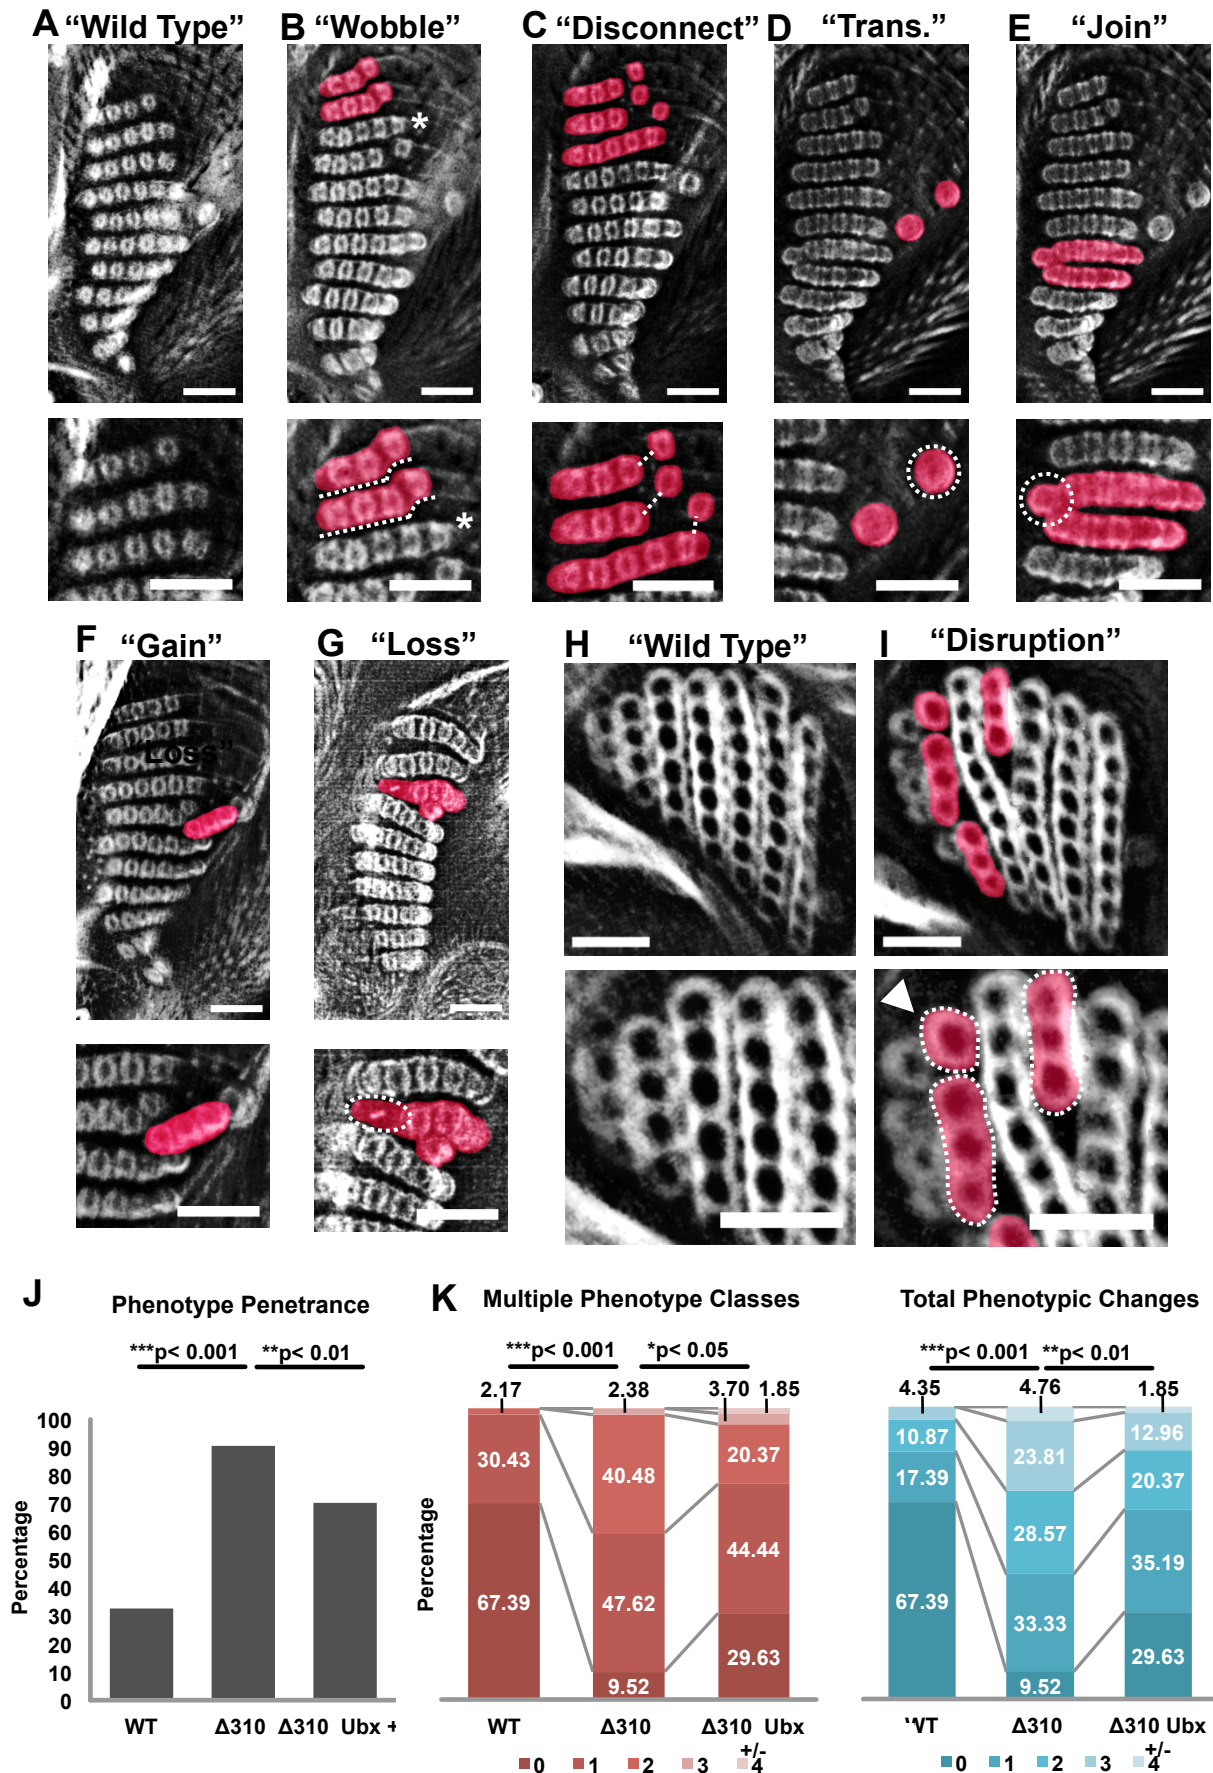 A "Wild Type"
B "Wobble"
C "Disconnect"
D "Trans."
E "Join"
*
*
F "Gain"
G "Loss"
H "Wild Type"
I "Disruption"
"Loss"
J
Phenotype Penetrance
***p< 0.001 **p< 0.01
Percentage
100
90
80
70
60
50
40
30
20
10
0
WT Δ310 Δ310 Ubx +
K
Multiple Phenotype Classes
***p< 0.001 *p< 0.05
2.17 2.38 3.70 1.85
30.43 40.48 20.37
67.39 47.62 44.44
9.52 29.63
Percentage
WT Δ310 Δ310 Ubx
+/-
0 1 2 3 4
Total Phenotypic Changes
***p< 0.001 **p< 0.01
4.35 4.76 1.85
10.87 23.81 12.96
17.39 28.57 20.37
67.39 33.33 35.19
9.52 29.63
WT Δ310 Δ310 Ubx
+/-
0 1 2 3 4